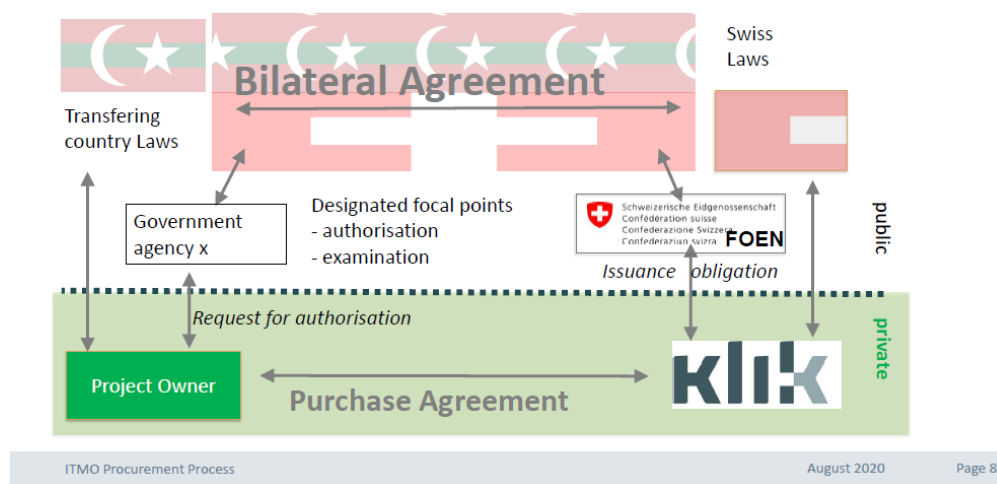 Bilateral Agreement
Swiss
Laws
Transfering
country Laws
Government
agency x
Designated focal points
- authorisation
- examination
Schweizerische Eidgenossenschaft
Confédération suisse
Confederazione Svizzera
Confederaziun svizra
FOEN
public
Issuance obligation
Request for authorisation
private
Project Owner
klik
Purchase Agreement
ITMO Procurement Process
August 2020
Page 8